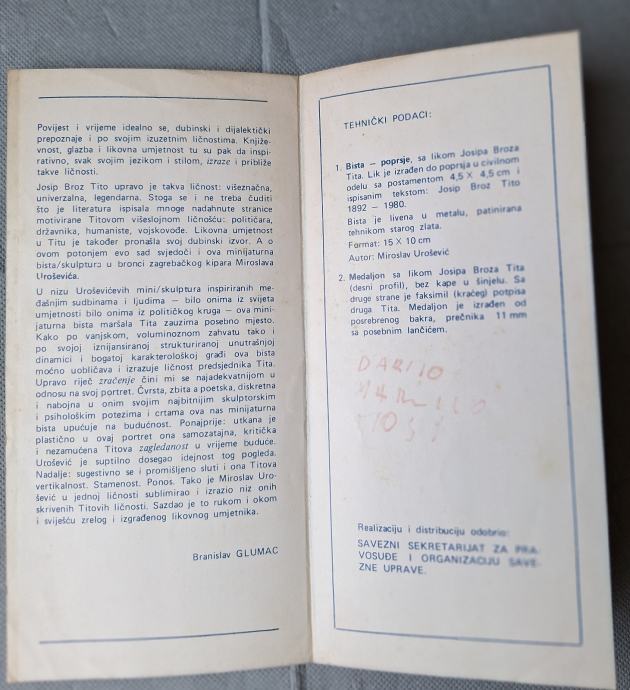 Povijest i vrijeme idealno se, dubinski i dijalektički
prepoznaje i po svojim izuzetnim ličnostima. Knjiže-
vnost, glazba i likovna umjetnost tu su pak da inspi-
rativno, svak svojim jezikom i stilom, izraze i približe
takve ličnosti.
Josip Broz Tito upravo je takva ličnost: višeznačna,
univerzalna, legendarna. Stoga se i ne treba čuditi
što je literatura ispisala mnoge nadahnute stranice
motivirane Titovom višeslojnom ličnošću: političara,
državnika, humaniste, vojskovođe. Likovna umjetnost
u Titu je također pronašla svoj dubinski izvor. A o
ovom potonjem evo sad svjedoči i ova minijaturna
bista/skulptura u bronci zagrebačkog kipara Miroslava
Uroševića.
U nizu Uroševićevih mini/skulptura inspiriranih me-
đašnjim sudbinama i ljudima — bilo onima iz svijeta
umjetnosti bilo onima iz političkog kruga — ova mini-
jaturna bista maršala Tita zauzima posebno mjesto.
Kako po vanjskom, voluminoznom zahvatu tako i
po svojoj iznijansiranoj strukturiranoj unutrašnjoj
dinamici i bogatoj karakterološkoj građi ova bista
moćno uobličava i izrazuje ličnost predsjednika Tita.
Upravo riječ zračenje čini mi se najadekvatnijom u
odnosu na svoj portret. Čvrsta, zbita a poetska, diskretna
i nabojna u onim svojim najbitnijim skulptorskim
i psihološkim potezima i crtama ova nas minijaturna
bista upućuje na budućnost. Ponajprije: utkana je
plastično u ovaj portret ona samozatajna, kritička
i nezamućena Titova zagledanost u vrijeme buduće.
Urošević je suptilno dosegao idejnost tog pogleda.
Nadalje: sugestivno se i promišljeno sluti i ona Titova
vertikalnost. Stamenost. Ponos. Tako je Miroslav Uro-
šević u jednoj ličnosti sublimirao i izrazio niz onih
skrivenih Titovih ličnosti. Sazdao je to rukom i okom
i sviješću zrelog i izgrađenog likovnog umjetnika.
Branislav GLUMAC
TEHNIČKI PODACI:
1. Bista — poprsje, sa likom Josipa Broza
Tita. Lik je izrađen do poprsja u civilnom
odelu sa postamentom 4,5 X 4,5 cm i
ispisanim tekstom: Josip Broz Tito
1892 — 1980.
Bista je livena u metalu, patinirana
tehnikom starog zlata.
Format: 15 X 10 cm
Autor: Miroslav Urošević
2. Medaljon sa likom Josipa Broza Tita
(desni profil), bez kape u šinjelu. Sa
druge strane je faksimil (kraćeg) potpisa
druga Tita. Medaljon je izrađen od
posrebrenog bakra, prečnika 11 mm
sa posebnim lančićem.
Realizaciju i distribuciju odobrio:
SAVEZNI SEKRETARIJAT ZA PRA-
VOSUĐE I ORGANIZACIJU SAVE-
ZNE UPRAVE.